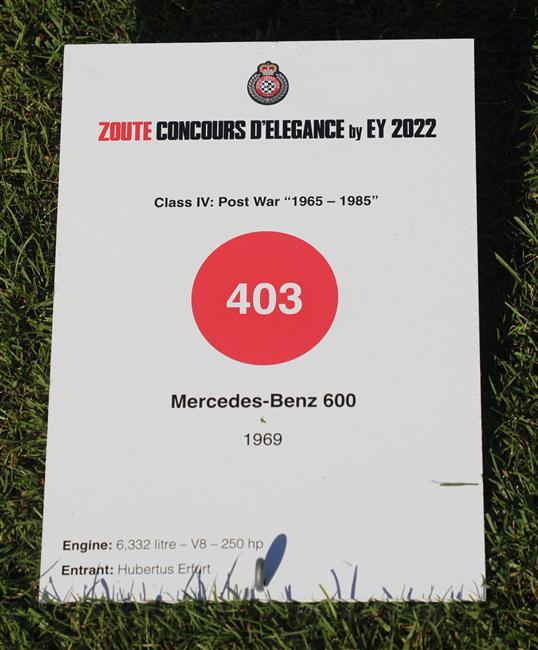 ZOUTE CONCOURS D'ELEGANCE by EY 2022
Class IV: Post War “1965 – 1985”
403
Mercedes-Benz 600
1969
Engine: 6,332 litre – V8 – 250 hp
Entrant: Hubertus Erfurt